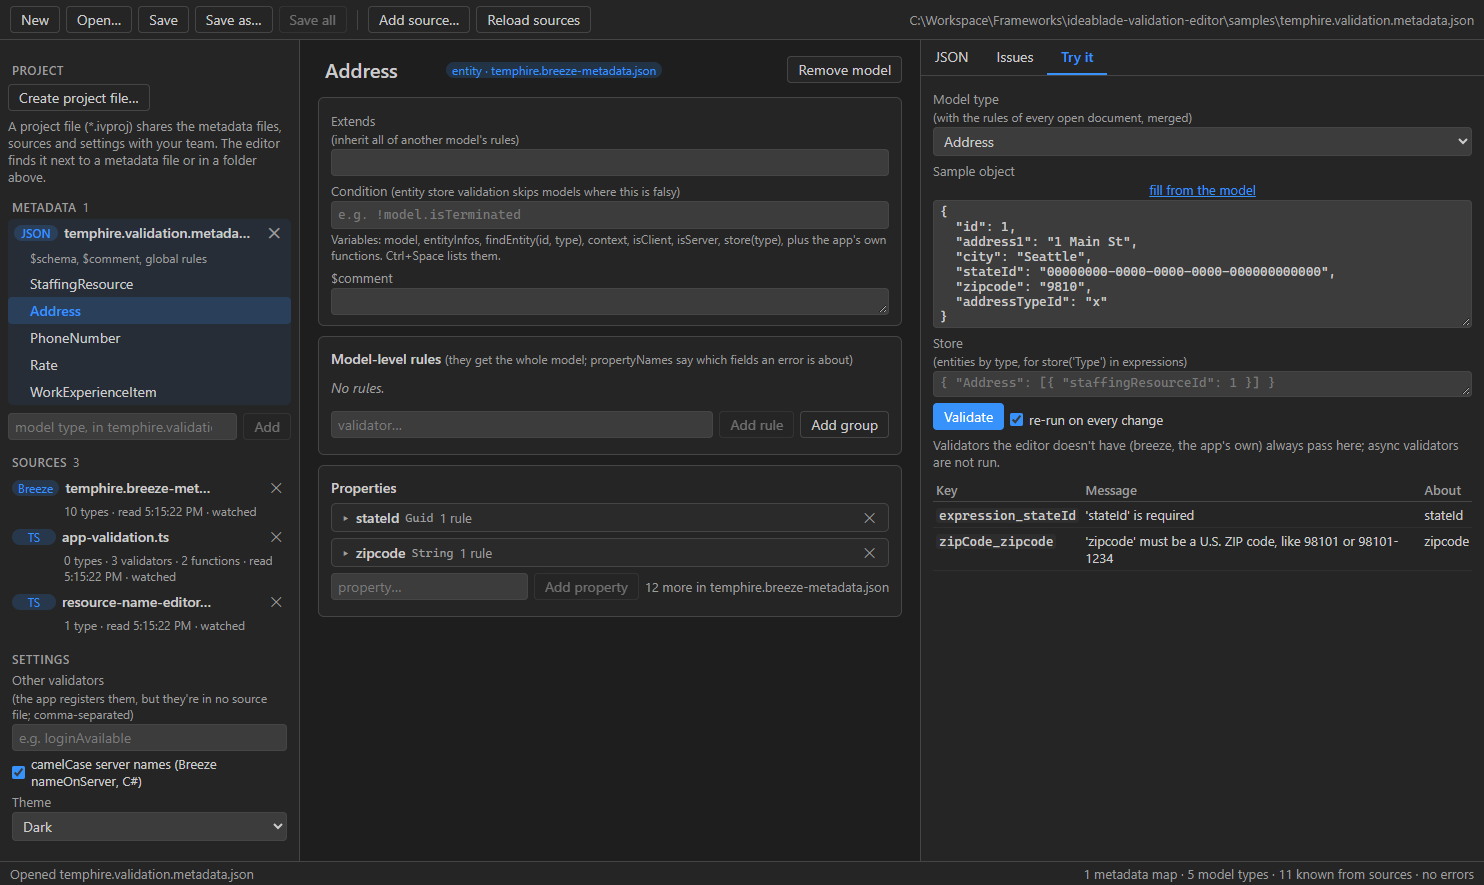 New
Open...
Save
Save as...
Save all
Add source...
Reload sources
C:\Workspace\Frameworks\ideablade-validation-editor\samples\temphire.validation.metadata.json
PROJECT
Create project file...
A project file (*.ivproj) shares the metadata files,
sources and settings with your team. The editor
finds it next to a metadata file or in a folder
above.
METADATA 1
JSON temphire.validation.metada...
$schema, $comment, global rules
StaffingResource
Address
PhoneNumber
Rate
WorkExperienceItem
model type, in temphire.validati
Add
SOURCES 3
Breeze temphire.breeze-met...
10 types · read 5:15:22 PM · watched
TS app-validation.ts
0 types · 3 validators · 2 functions · read
5:15:22 PM · watched
TS resource-name-editor...
1 type · read 5:15:22 PM · watched
SETTINGS
Other validators
(the app registers them, but they're in no source
file; comma-separated)
e.g. loginAvailable
camelCase server names (Breeze
nameOnServer, C#)
Theme
Dark
Address
entity · temphire.breeze-metadata.json
Remove model
Extends
(inherit all of another model's rules)
Condition (entity store validation skips models where this is falsy)
e.g. !model.isTerminated
Variables: model, entityInfos, findEntity(id, type), context, isClient, isServer, store(type), plus the app's own
functions. Ctrl+Space lists them.
$comment
Model-level rules (they get the whole model; propertyNames say which fields an error is about)
No rules.
validator...
Add rule
Add group
Properties
stateId Guid 1 rule
zipcode String 1 rule
property...
Add property
12 more in temphire.breeze-metadata.json
JSON
Issues
Try it
Model type
(with the rules of every open document, merged)
Address
Sample object
fill from the model
{
"id": 1,
"address1": "1 Main St",
"city": "Seattle",
"stateId": "00000000-0000-0000-0000-000000000000",
"zipcode": "9810",
"addressTypeId": "x"
}
Store
(entities by type, for store('Type') in expressions)
{ "Address": [{ "staffingResourceId": 1 }] }
Validate
re-run on every change
Validators the editor doesn't have (breeze, the app's own) always pass here; async validators
are not run.
Key Message About
expression_stateId 'stateId' is required stateId
zipCode_zipcode 'zipcode' must be a U.S. ZIP code, like 98101 or 98101-
1234 zipcode
Opened temphire.validation.metadata.json
1 metadata map · 5 model types · 11 known from sources · no errors